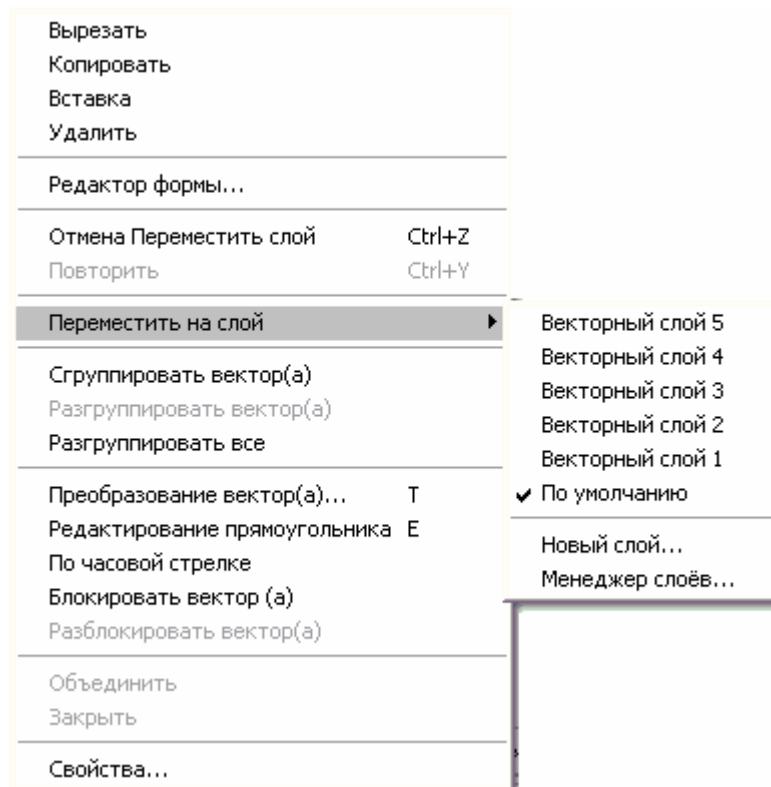 Вырезать
Копировать
Вставка
Удалить
Редактор формы...
Отмена Переместить слой Ctrl+Z
Повторить Ctrl+Y
Переместить на слой
Сгруппировать вектор(а)
Разгруппировать вектор(а)
Разгруппировать все
Преобразование вектор(а)... T
Редактирование прямоугольника E
По часовой стрелке
Блокировать вектор (а)
Разблокировать вектор(а)
Объединить
Закрыть
Свойства...
Векторный слой 5
Векторный слой 4
Векторный слой 3
Векторный слой 2
Векторный слой 1
По умолчанию
Новый слой...
Менеджер слоёв...